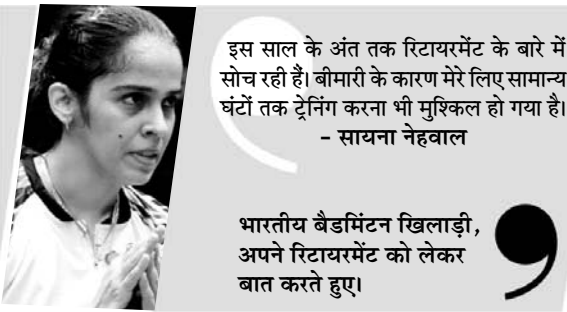 इस साल के अंत तक रिटायरमेंट के बारे में
सोच रही हैं। बीमारी के कारण मेरे लिए सामान्य
घंटों तक ट्रेनिंग करना भी मुश्किल हो गया है।
- सायना नेहवाल
भारतीय बैडमिंटन खिलाड़ी,
अपने रिटायरमेंट को लेकर
बात करते हुए।